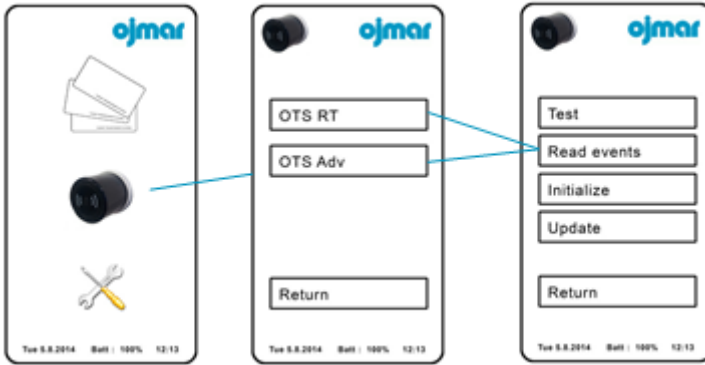 ojmar
Tue 5.8.2014 Batt : 100% 12:13
ojmar
OTS RT
OTS Adv
Return
Tue 5.8.2014 Batt : 100% 12:13
ojmar
Test
Read events
Initialize
Update
Return
Tue 5.8.2014 Batt : 100% 12:13